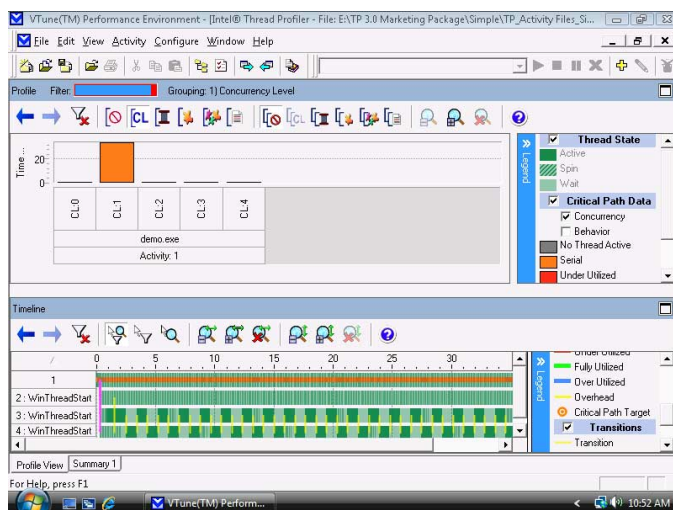 VTune(TM) Performance Environment - [Intel® Thread Profiler - File: E:\TP 3.0 Marketing Package\Simple\TP_Activity Files_Si...
File Edit View Activity Configure Window Help
Profile Filter: Grouping: 1) Concurrency Level
CL
CL
Time ...
20
0
CL:0
CL:1
CL:2
CL:3
CL:4
demo.exe
Activity: 1
Legend
Thread State
Active
Spin
Wait
Critical Path Data
Concurrency
Behavior
No Thread Active
Serial
Under Utilized
Timeline
/ 0 5 10 15 20 25 30
1
2 : WinThreadStart
3 : WinThreadStart
4 : WinThreadStart
Legend
Under Utilized
Fully Utilized
Over Utilized
Overhead
Critical Path Target
Transitions
Transition
Profile View Summary 1
For Help, press F1
VTune(TM) Perform...
10:52 AM